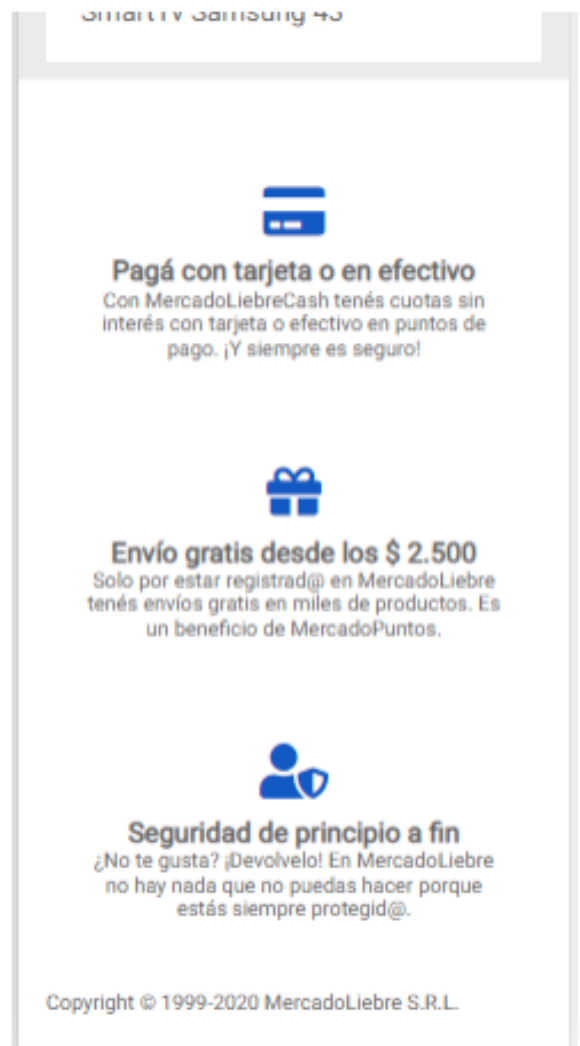 SmartTV Samsung 43
Pagá con tarjeta o en efectivo
Con MercadoLiebreCash tenés cuotas sin
interés con tarjeta o efectivo en puntos de
pago. ¡Y siempre es seguro!
Envío gratis desde los $ 2.500
Solo por estar registrad@ en MercadoLiebre
tenés envíos gratis en miles de productos. Es
un beneficio de MercadoPuntos.
Seguridad de principio a fin
¿No te gusta? ¡Devolvelo! En MercadoLiebre
no hay nada que no puedas hacer porque
estás siempre protegid@.
Copyright © 1999-2020 MercadoLiebre S.R.L.